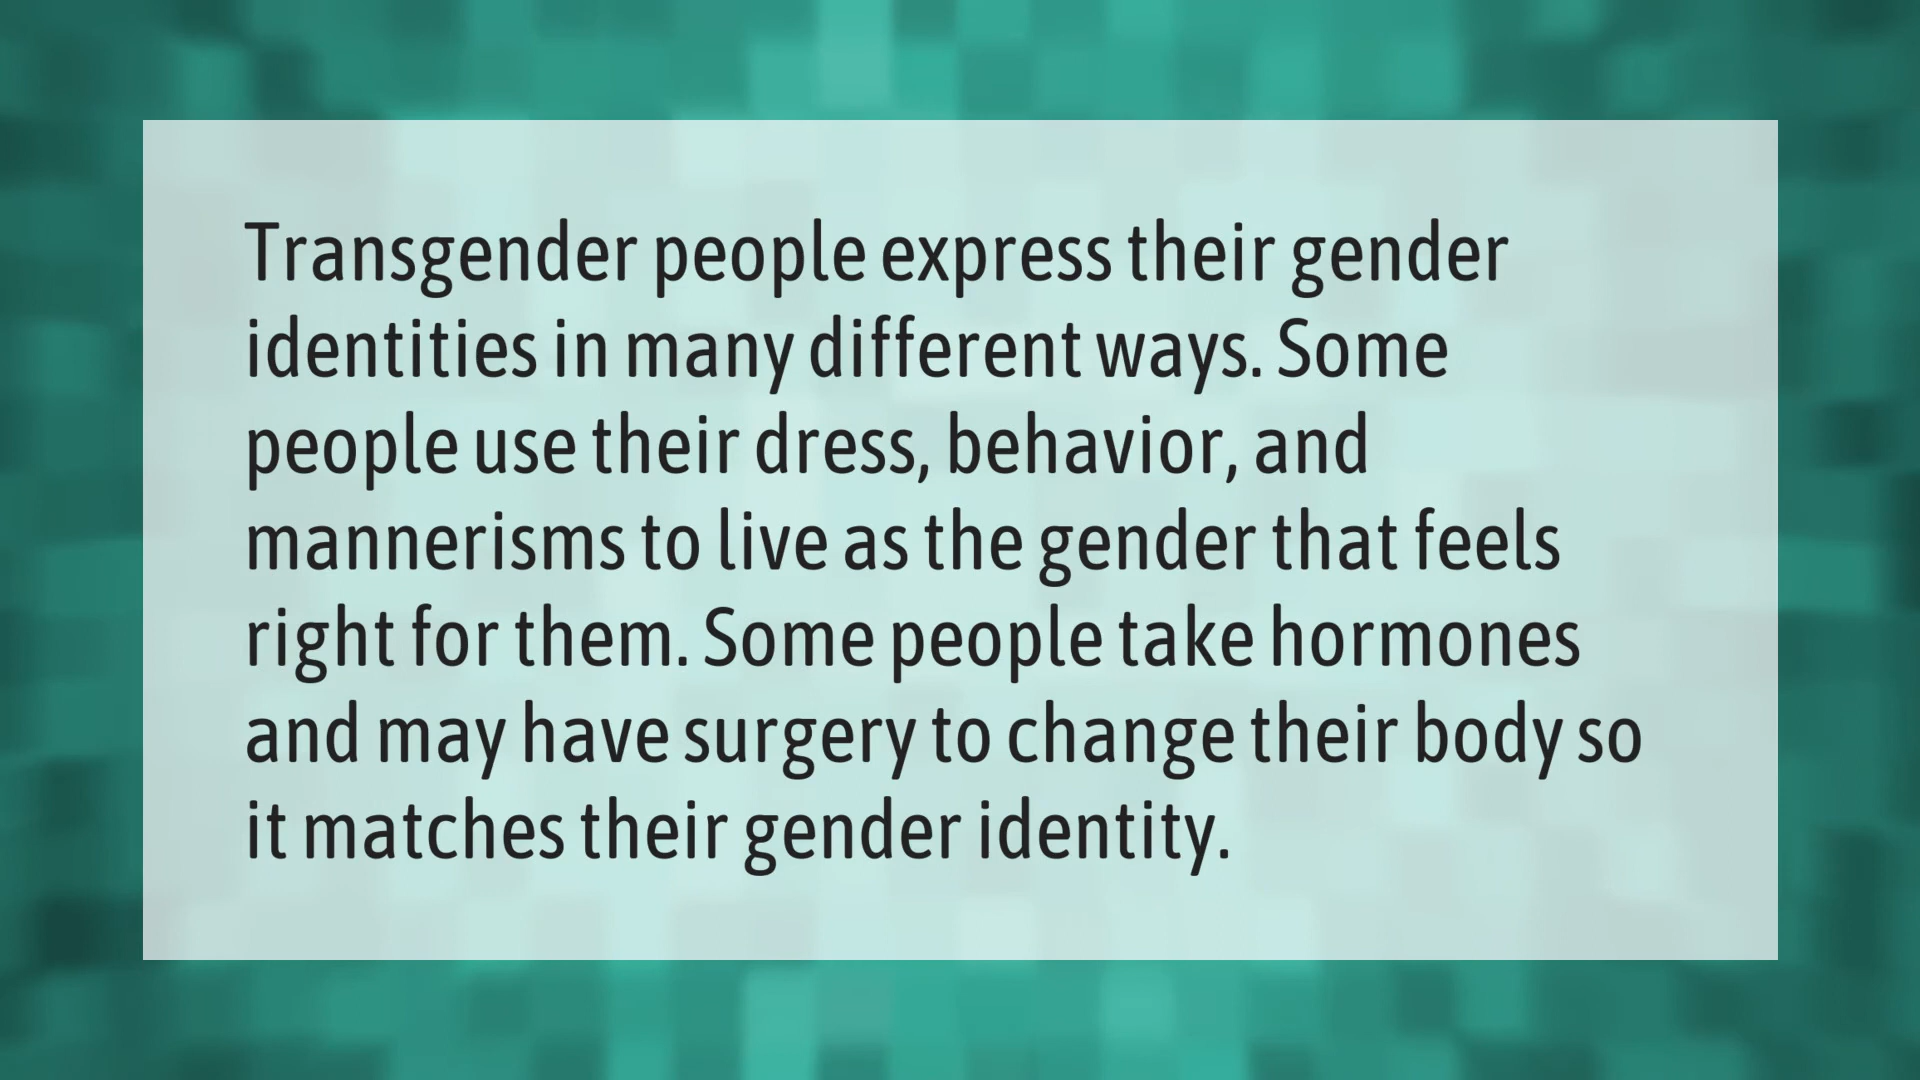 Transgender people express their gender
identities in many different ways. Some
people use their dress, behavior, and
mannerisms to live as the gender that feels
right for them. Some people take hormones
and may have surgery to change their body so
it matches their gender identity.